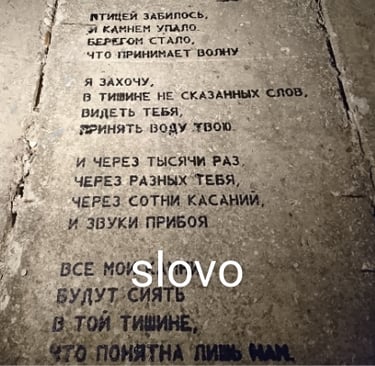 ПТИЦЕЙ ЗАБИЛОСЬ,
И КАМНЕМ УПАЛО.
БЕРЕГОМ СТАЛО,
ЧТО ПРИНИМАЕТ ВОЛНУ
Я ЗАХОЧУ,
В ТИШИНЕ НЕ СКАЗАННЫХ СЛОВ,
ВИДЕТЬ ТЕБЯ,
ПРИНЯТЬ ВОДУ ТВОЮ.
И ЧЕРЕЗ ТЫСЯЧИ РАЗ,
ЧЕРЕЗ РАЗНЫХ ТЕБЯ,
ЧЕРЕЗ СОТНИ КАСАНИЙ,
И ЗВУКИ ПРИБОЯ
ВСЕ МОИ
slovo
БУДУТ СИЯТЬ
В ТОЙ ТИШИНЕ,
ЧТО ПОНЯТНА ЛИШЬ НАМ.